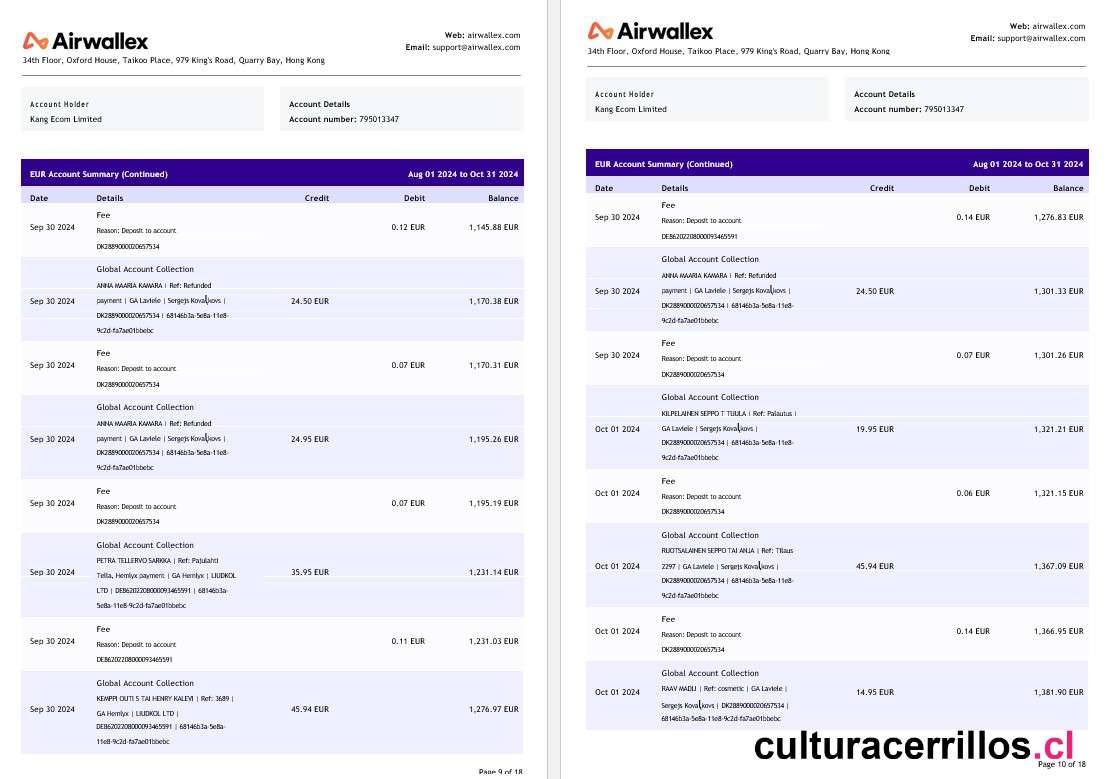 Airwallex
Web: airwallex.com
Email: support@airwallex.com
34th Floor, Oxford House, Taikoo Place, 979 King's Road, Quarry Bay, Hong Kong
Account Holder
Kang Ecom Limited
Account Details
Account number: 795013347
EUR Account Summary (Continued) Aug 01 2024 to Oct 31 2024
Date Details Credit Debit Balance
Fee
Sep 30 2024 Reason: Deposit to account 0.12 EUR 1,145.88 EUR
DK2889000020657534
Global Account Collection
ANNA MAARIA KAMARA | Ref: Refunded
Sep 30 2024 payment | GA Laviele | Sergejs Kovaļkovs | 24.50 EUR 1,170.38 EUR
DK2889000020657534 | 68146b3a-5e8a-11e8-
9c2d-fa7ae01bbebc
Fee
Sep 30 2024 Reason: Deposit to account 0.07 EUR 1,170.31 EUR
DK2889000020657534
Global Account Collection
ANNA MAARIA KAMARA | Ref: Refunded
Sep 30 2024 payment | GA Laviele | Sergejs Kovaļkovs | 24.95 EUR 1,195.26 EUR
DK2889000020657534 | 68146b3a-5e8a-11e8-
9c2d-fa7ae01bbebc
Fee
Sep 30 2024 Reason: Deposit to account 0.07 EUR 1,195.19 EUR
DK2889000020657534
Global Account Collection
PETRA TELLERVO SARKKA | Ref: Pajulahti
Sep 30 2024 Tella, Hemlyx payment | GA Hemlyx | LIUDKOL 35.95 EUR 1,231.14 EUR
LTD | DE86202208000093465591 | 68146b3a-
5e8a-11e8-9c2d-fa7ae01bbebc
Fee
Sep 30 2024 Reason: Deposit to account 0.11 EUR 1,231.03 EUR
DE86202208000093465591
Global Account Collection
KEMPPI OUTI S TAI HENRY KALEVI | Ref: 3689 |
Sep 30 2024 GA Hemlyx | LIUDKOL LTD | 45.94 EUR 1,276.97 EUR
DE86202208000093465591 | 68146b3a-5e8a-
11e8-9c2d-fa7ae01bbebc
Page 9 of 18
Airwallex
Web: airwallex.com
Email: support@airwallex.com
34th Floor, Oxford House, Taikoo Place, 979 King's Road, Quarry Bay, Hong Kong
Account Holder
Kang Ecom Limited
Account Details
Account number: 795013347
EUR Account Summary (Continued) Aug 01 2024 to Oct 31 2024
Date Details Credit Debit Balance
Fee
Sep 30 2024 Reason: Deposit to account 0.14 EUR 1,276.83 EUR
DE86202208000093465591
Global Account Collection
ANNA MAARIA KAMARA | Ref: Refunded
Sep 30 2024 payment | GA Laviele | Sergejs Kovaļkovs | 24.50 EUR 1,301.33 EUR
DK2889000020657534 | 68146b3a-5e8a-11e8-
9c2d-fa7ae01bbebc
Fee
Sep 30 2024 Reason: Deposit to account 0.07 EUR 1,301.26 EUR
DK2889000020657534
Global Account Collection
KILPELAINEN SEPPO T TUULA | Ref: Palautus |
Oct 01 2024 GA Laviele | Sergejs Kovaļkovs | 19.95 EUR 1,321.21 EUR
DK2889000020657534 | 68146b3a-5e8a-11e8-
9c2d-fa7ae01bbebc
Fee
Oct 01 2024 Reason: Deposit to account 0.06 EUR 1,321.15 EUR
DK2889000020657534
Global Account Collection
RUOTSALAINEN SEPPO TAI ANJA | Ref: Tilaus
Oct 01 2024 2297 | GA Laviele | Sergejs Kovaļkovs | 45.94 EUR 1,367.09 EUR
DK2889000020657534 | 68146b3a-5e8a-11e8-
9c2d-fa7ae01bbebc
Fee
Oct 01 2024 Reason: Deposit to account 0.14 EUR 1,366.95 EUR
DK2889000020657534
Global Account Collection
RAAV MADLI | Ref: cosmetic | GA Laviele |
Oct 01 2024 Sergejs Kovaļkovs | DK2889000020657534 | 14.95 EUR 1,381.90 EUR
68146b3a-5e8a-11e8-9c2d-fa7ae01bbebc
culturacerrillos.cl
Page 10 of 18